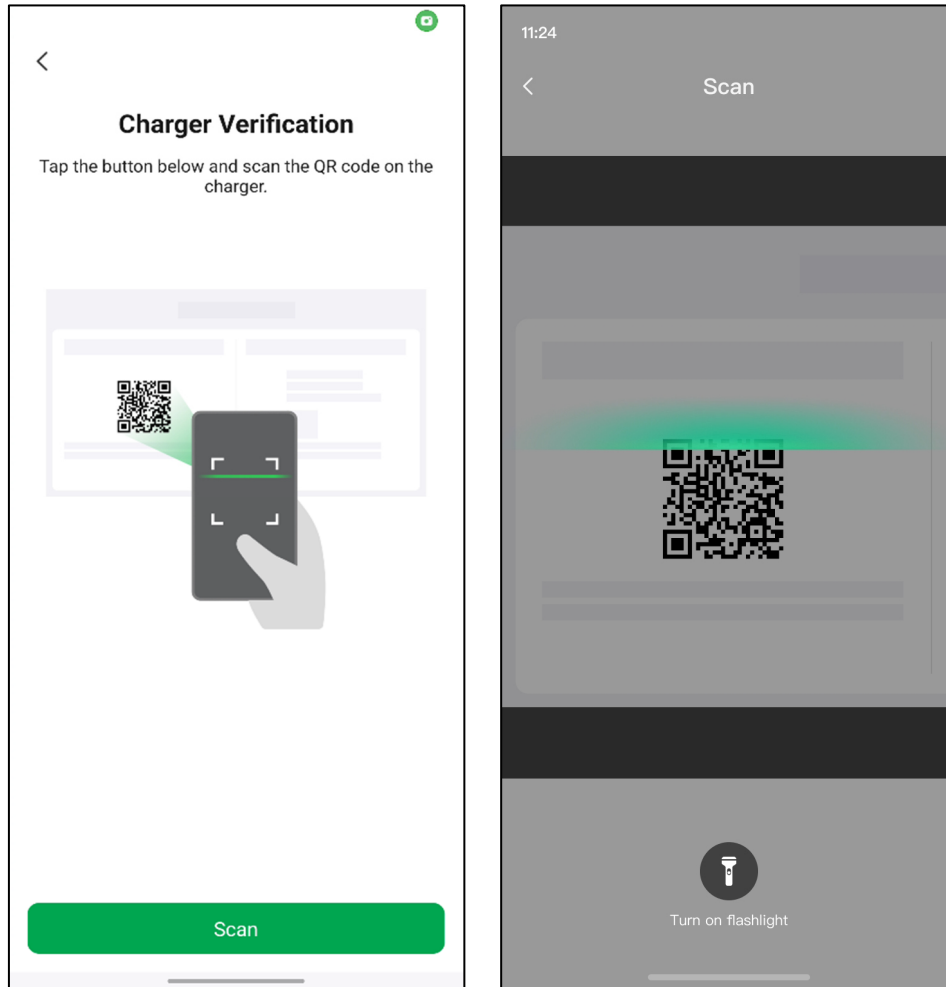 Charger Verification
Tap the button below and scan the QR code on the
charger.
Scan
11:24
Scan
Turn on flashlight